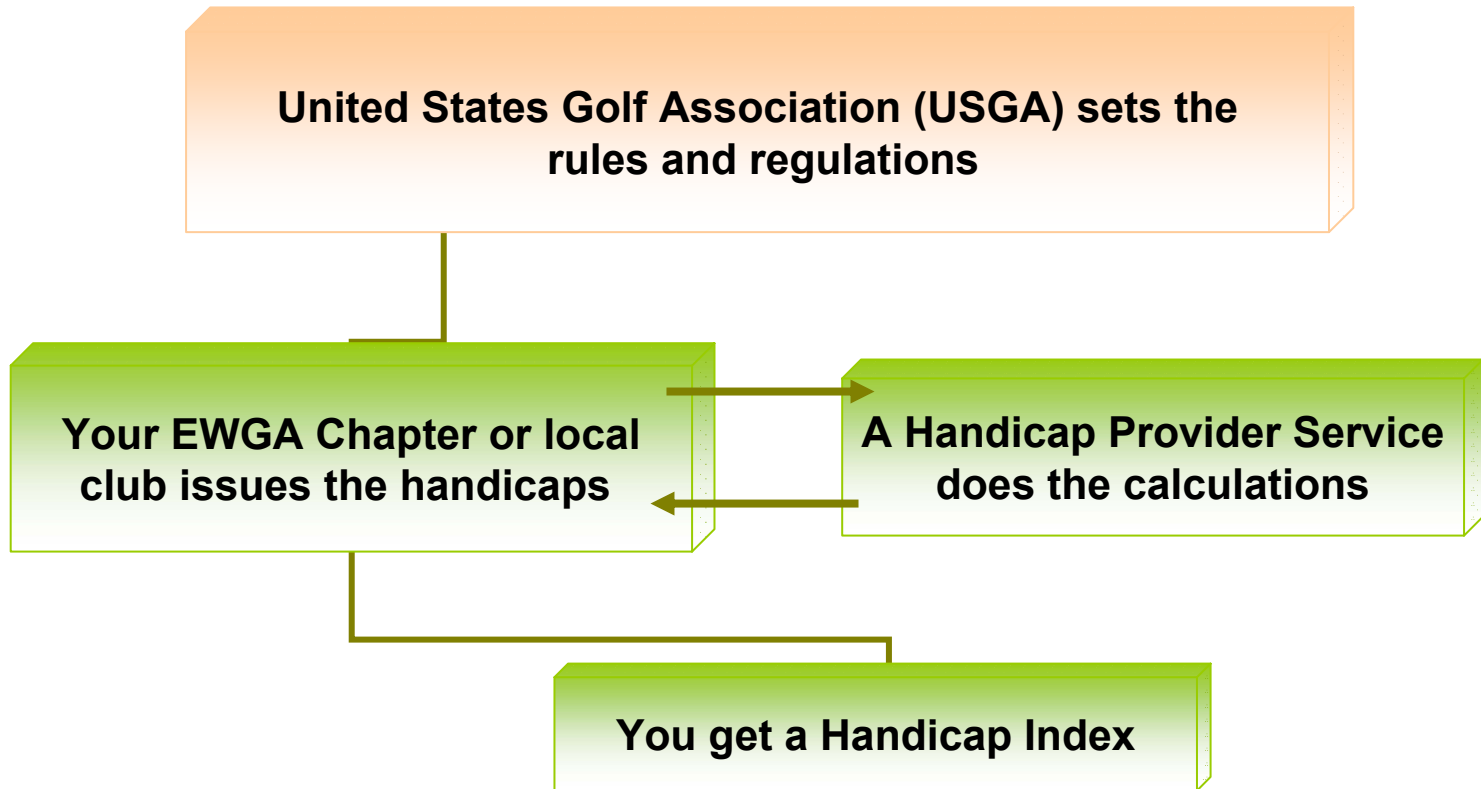 United States Golf Association (USGA) sets the
rules and regulations
Your EWGA Chapter or local
club issues the handicaps
A Handicap Provider Service
does the calculations
You get a Handicap Index